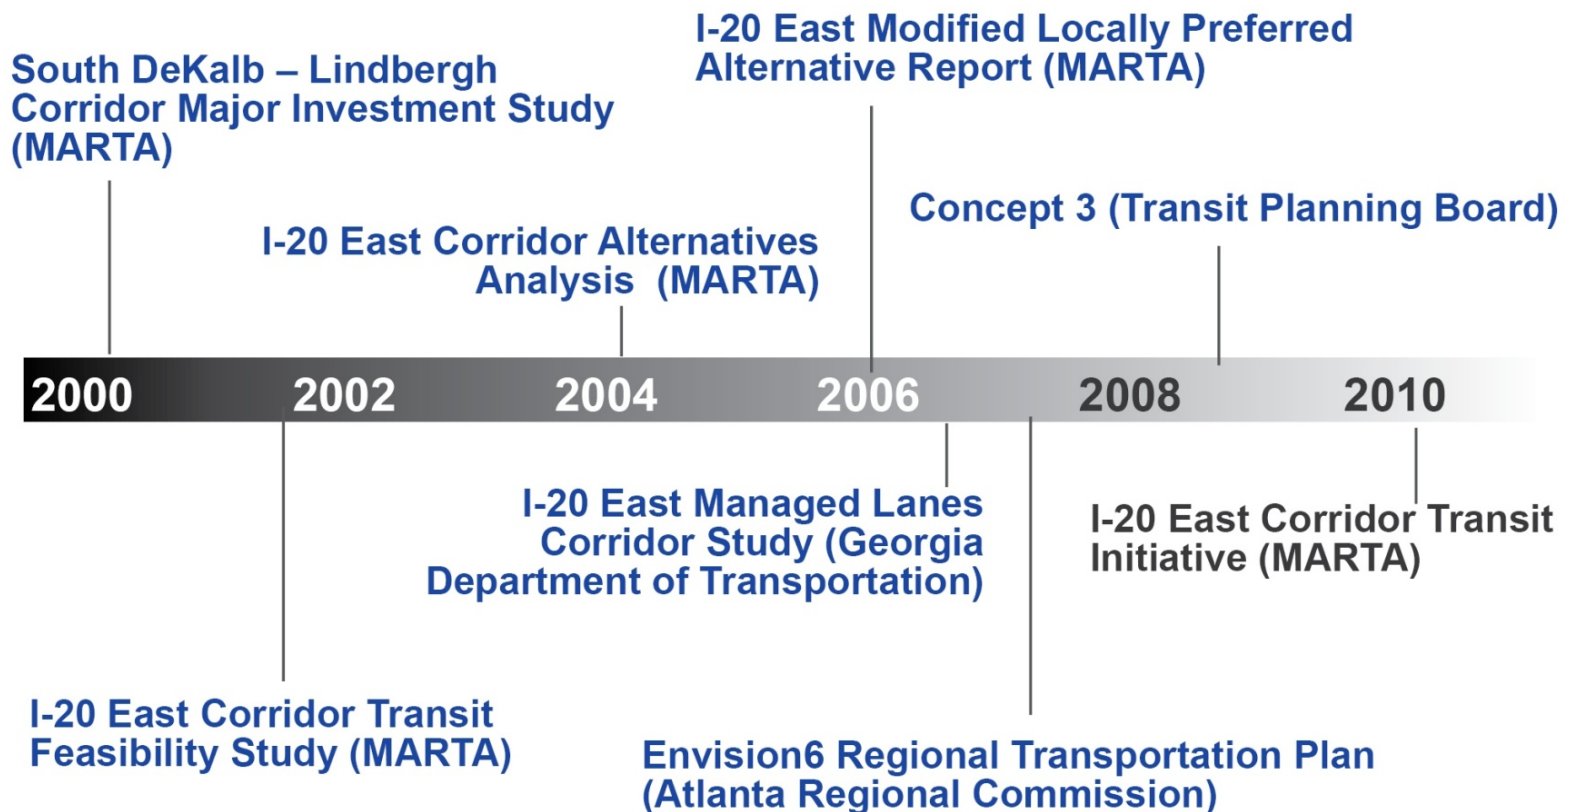 I-20 East Modified Locally Preferred
Alternative Report (MARTA)
South DeKalb – Lindbergh
Corridor Major Investment Study
(MARTA)
Concept 3 (Transit Planning Board)
I-20 East Corridor Alternatives
Analysis (MARTA)
2000 2002 2004 2006 2008 2010
I-20 East Managed Lanes
Corridor Study (Georgia
Department of Transportation)
I-20 East Corridor Transit
Initiative (MARTA)
I-20 East Corridor Transit
Feasibility Study (MARTA)
Envision6 Regional Transportation Plan
(Atlanta Regional Commission)